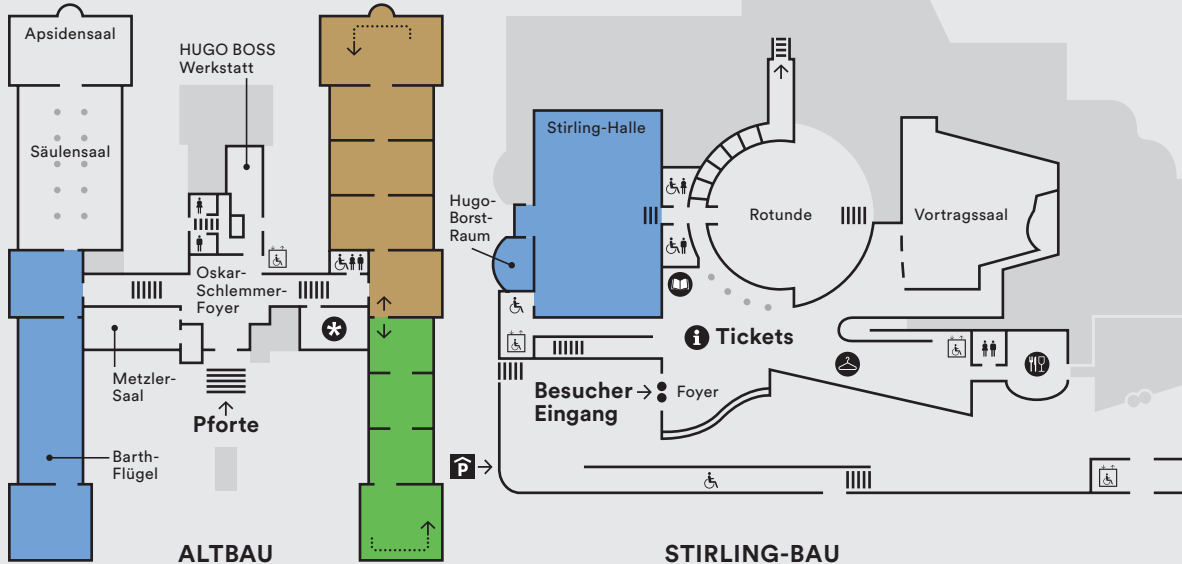 Apsidensaal
HUGO BOSS
Werkstatt
Säulensaal
Oskar-
Schlemmer-
Foyer
*
Metzler-
Saal
Pforte
Barth-
Flügel
ALTBAU
Stirling-Halle
Hugo-
Borst-
Raum
Rotunde
Vortragssaal
i Tickets
Besucher
Eingang
Foyer
P
STIRLING-BAU